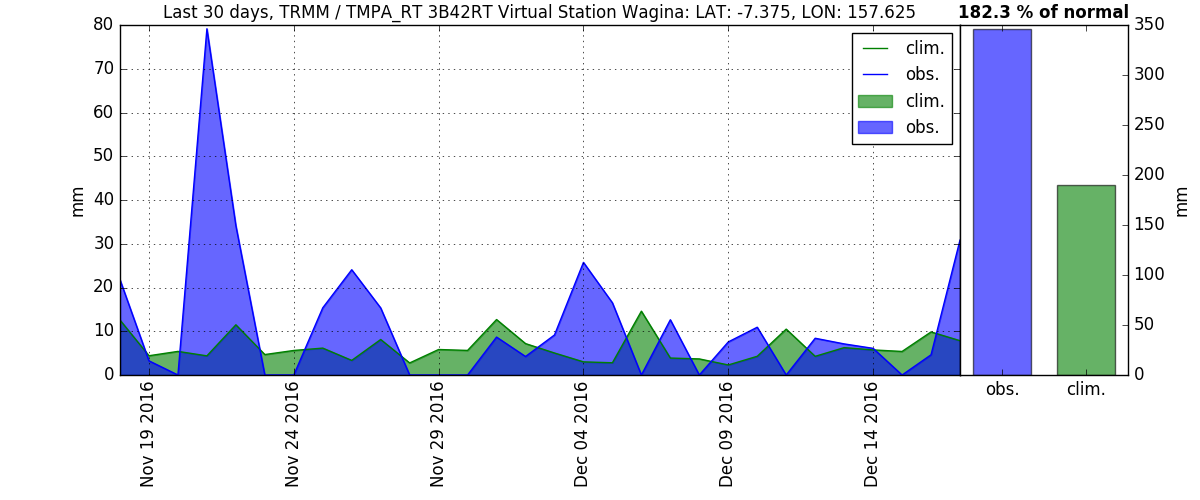 Last 30 days, TRMM / TMPA_RT 3B42RT Virtual Station Wagina: LAT: -7.375, LON: 157.625
182.3 % of normal
80
70
60
50
40
30
20
10
0
mm
clim.
obs.
clim.
obs.
Nov 19 2016
Nov 24 2016
Nov 29 2016
Dec 04 2016
Dec 09 2016
Dec 14 2016
350
300
250
200
150
100
50
0
mm
obs.
clim.